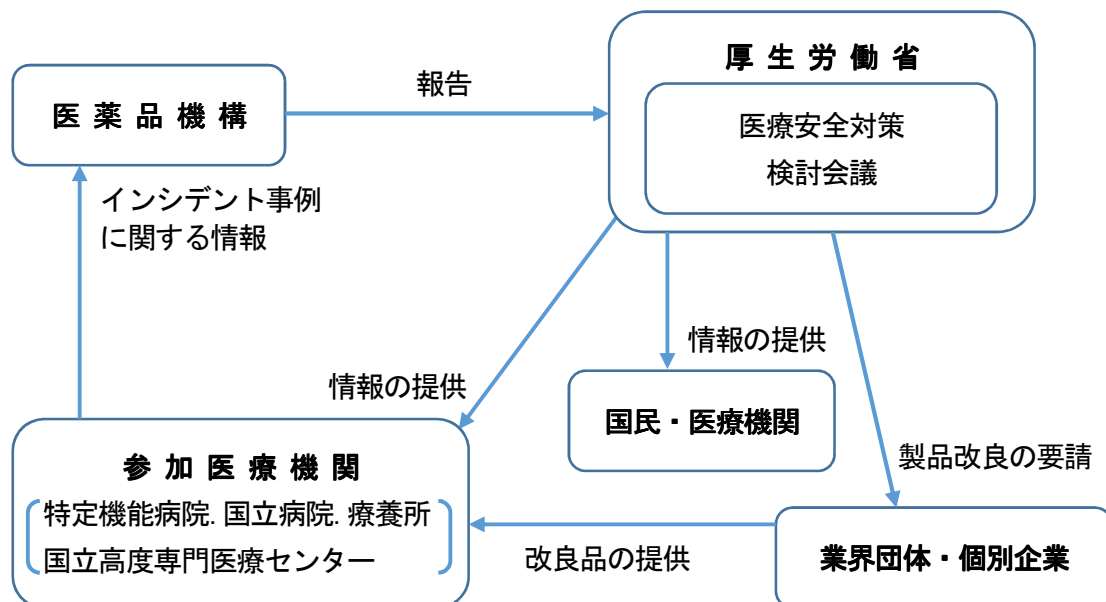 厚生労働省
報告
医薬品機構
医療安全対策
検討会議
インシデント事例
に関する情報
情報の提供
情報の提供
国民・医療機関
参加医療機関
製品改良の要請
特定機能病院. 国立病院. 療養所
国立高度専門医療センター
改良品の提供
業界団体・個別企業